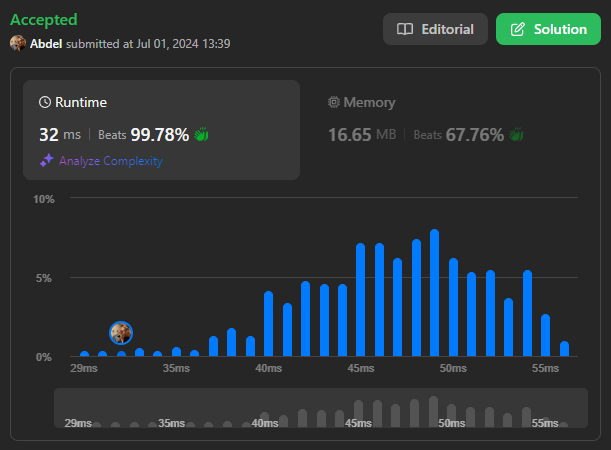 Accepted
Abdel submitted at Jul 01, 2024 13:39
Editorial
Solution
Runtime
32 ms Beats 99.78%
Analyze Complexity
Memory
16.65 MB Beats 67.76%
10%
5%
0%
29ms 35ms 40ms 45ms 50ms 55ms
29ms 35ms 40ms 45ms 50ms 55ms